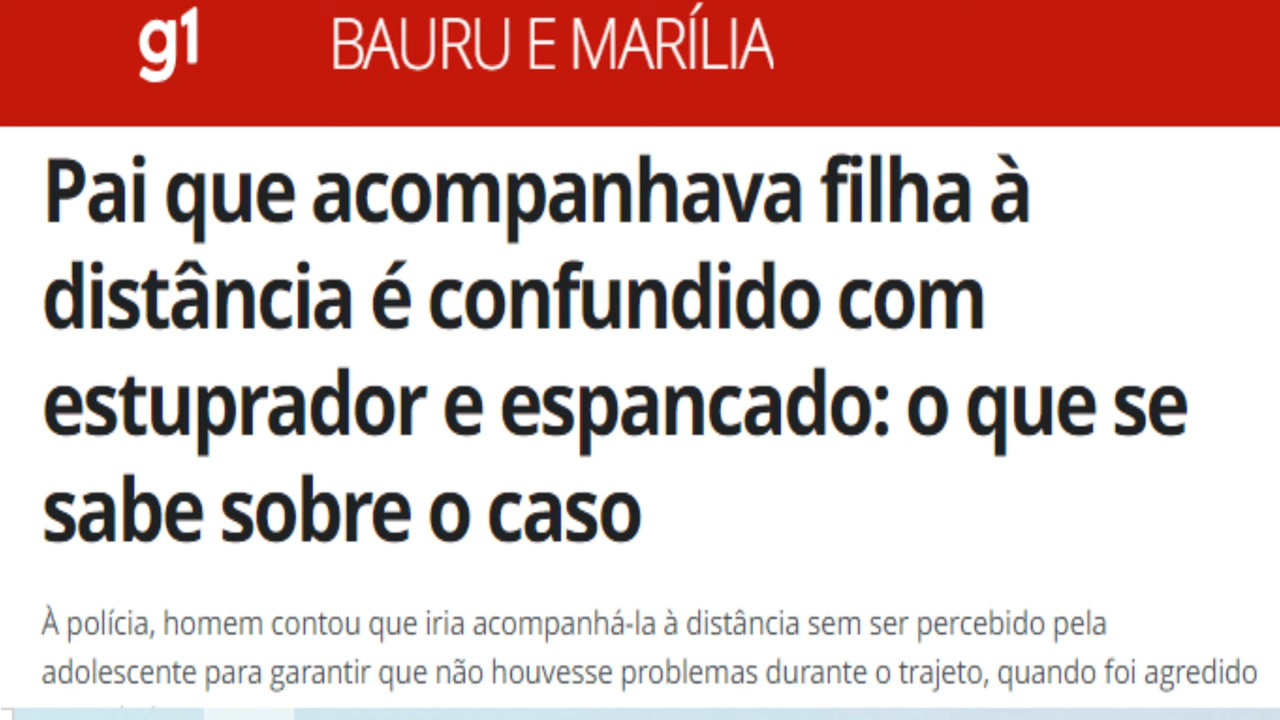 g1 BAURU E MARÍLIA
Pai que acompanhava filha à
distância é confundido com
estuprador e espancado: o que se
sabe sobre o caso
À polícia, homem contou que iria acompanhá-la à distância sem ser percebido pela
adolescente para garantir que não houvesse problemas durante o trajeto, quando foi agredido